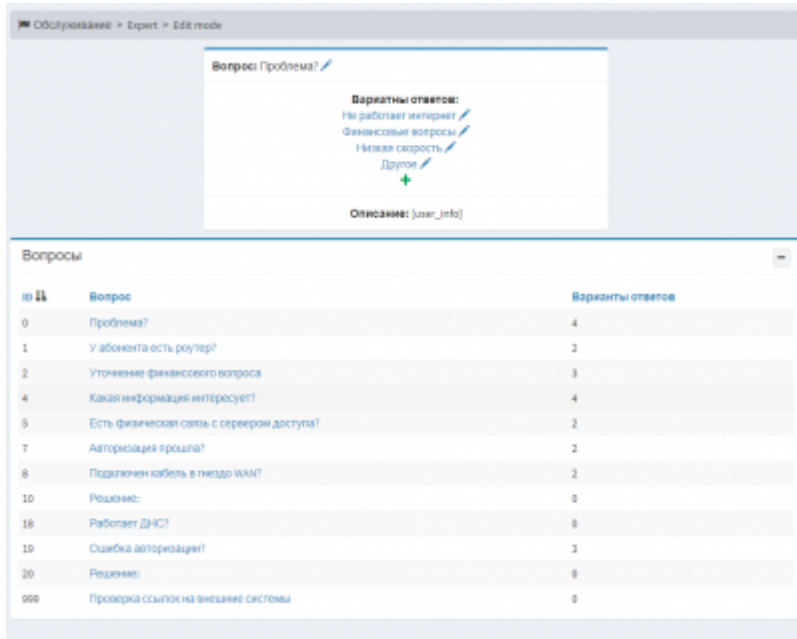 Обслуживание > Expert > Edit mode
Вопрос: Проблема?
Вариатны ответов:
Не работает интернет
Финансовые вопросы
Низкая скорость
Другое
Описание: [user_info]
Вопросы
ID Вопрос Варианты ответов
0 Проблема? 4
1 У абонента есть роутер? 2
2 Уточнение финансового вопроса 3
4 Какая информация интересует? 4
5 Есть физическая связь с сервером доступа? 2
7 Авторизация прошла? 2
8 Подключен кабель в гнездо WAN? 2
10 Решение: 0
18 Работает ДНС? 0
19 Ошибка авторизации? 3
20 Решение: 0
999 Проверка ссылок на внешние системы 0